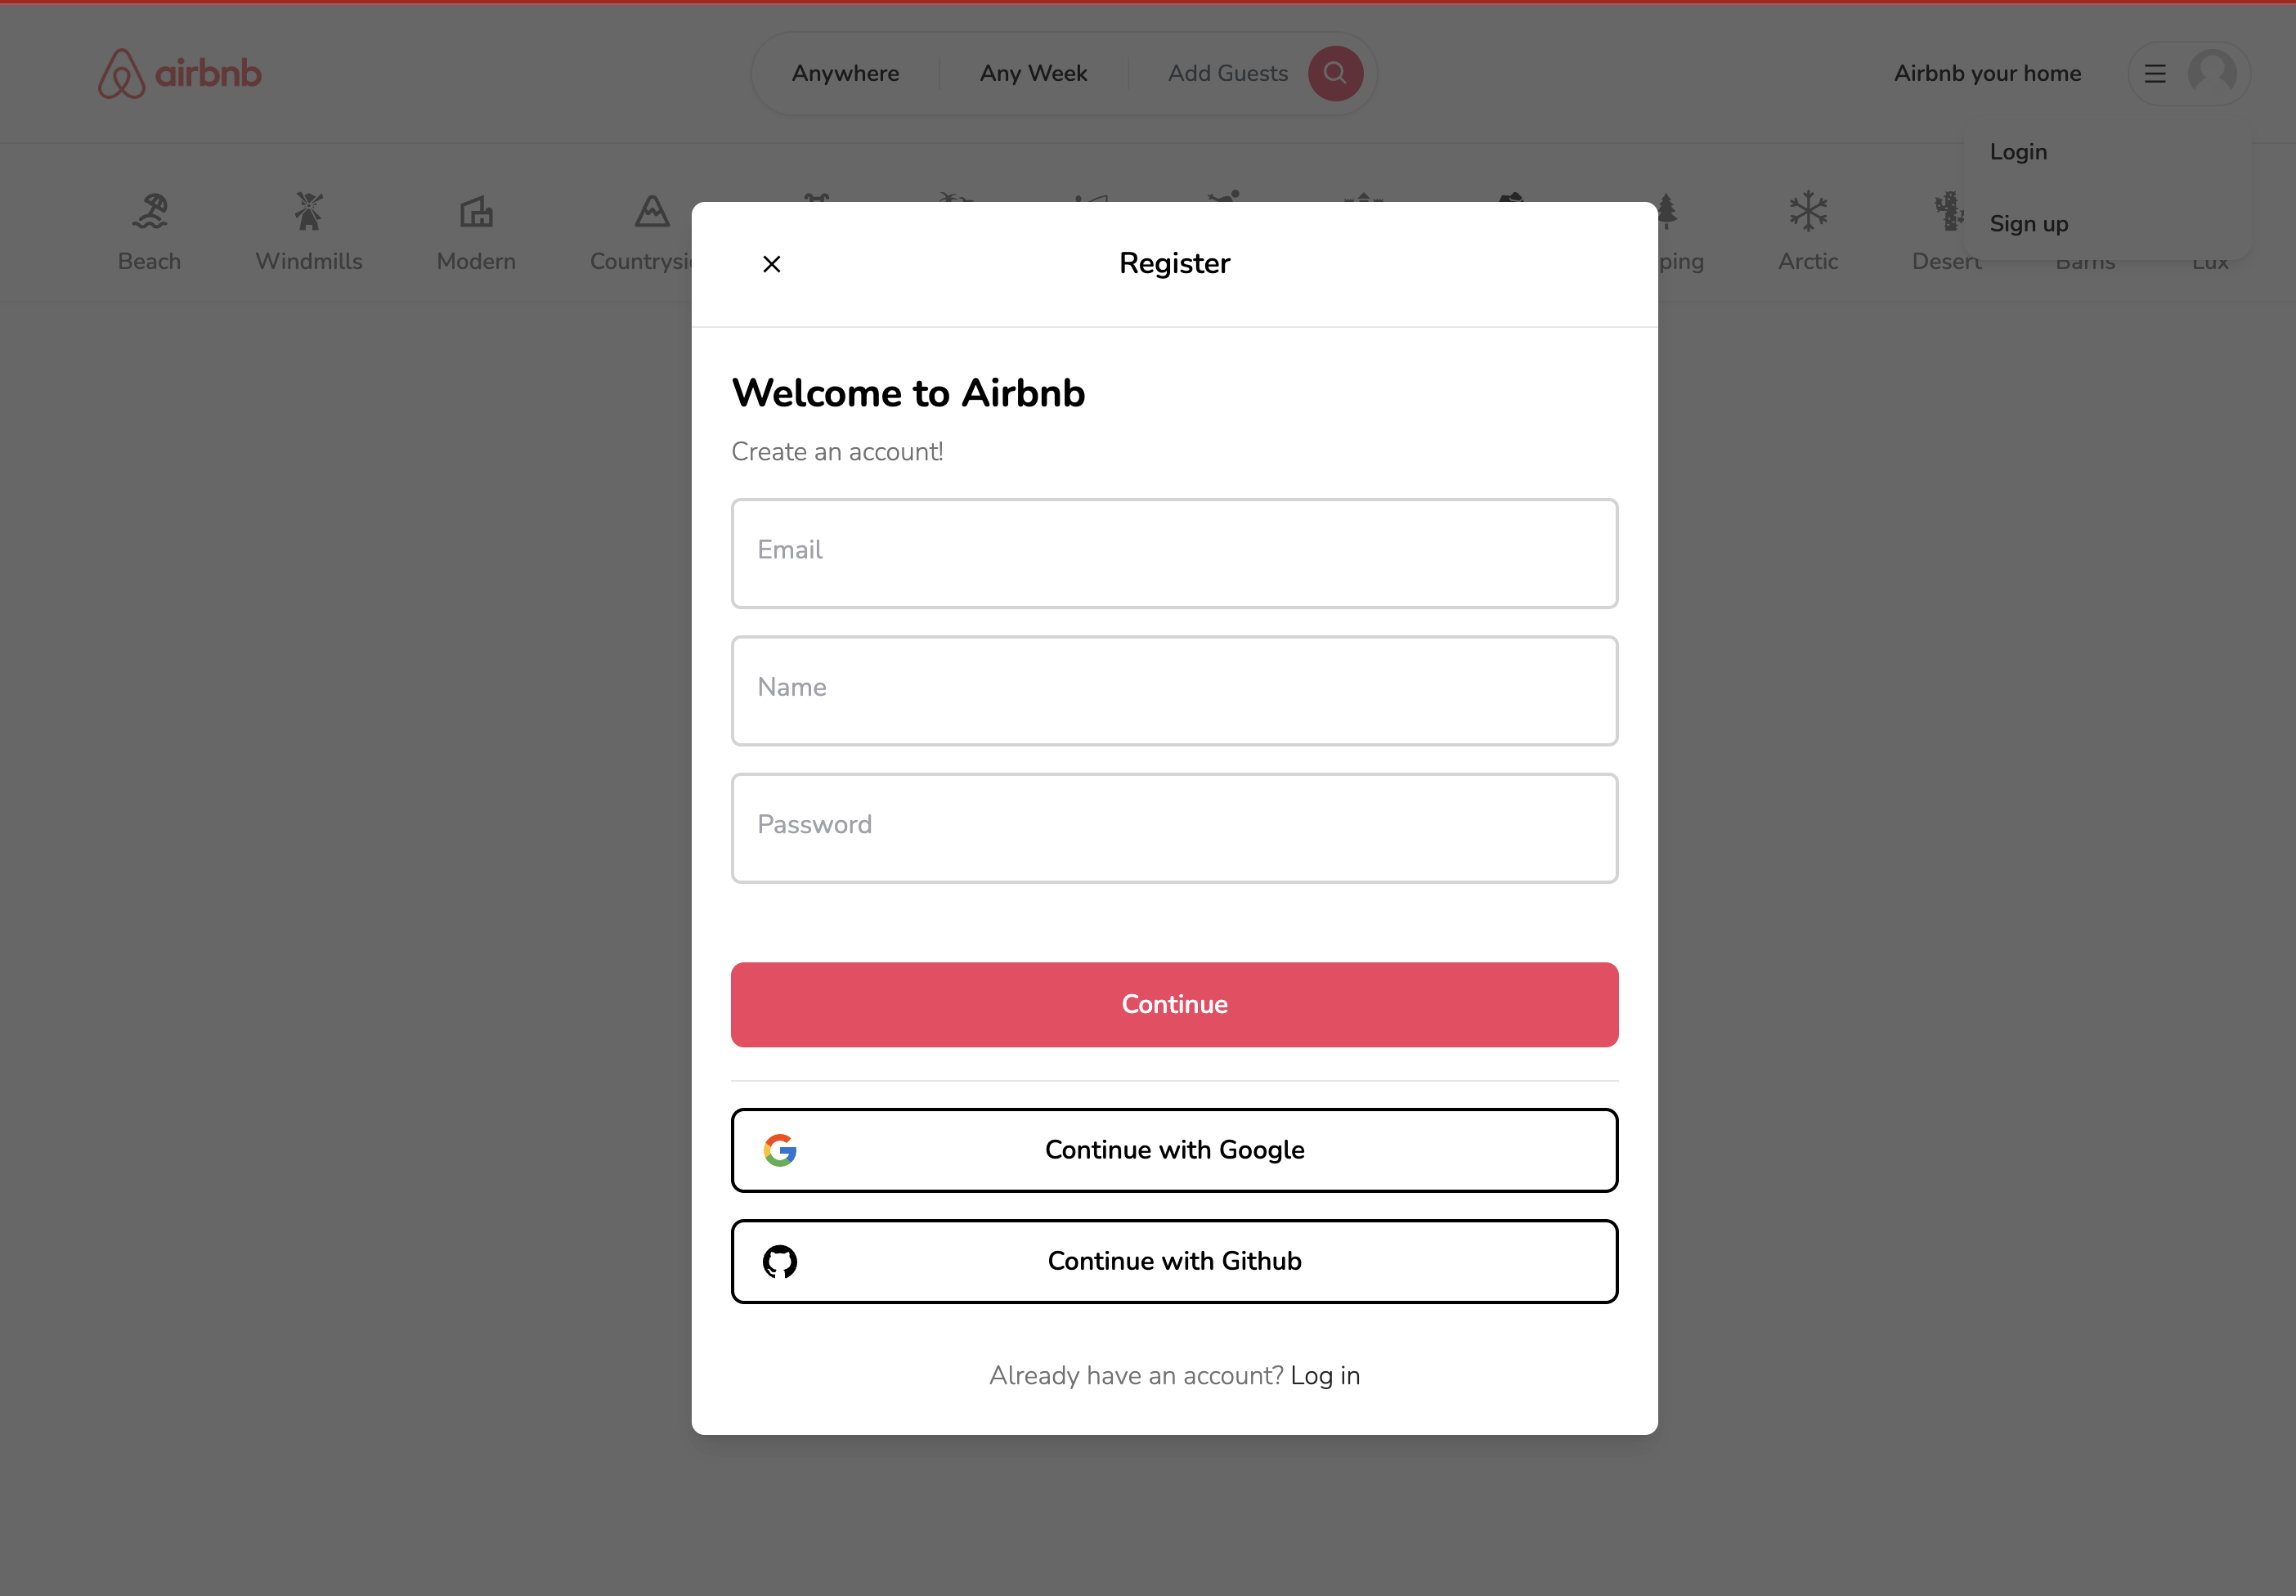 airbnb
Anywhere Any Week Add Guests
Airbnb your home
Login
Sign up
Beach Windmills Modern Arctic Desert Barns Lux
Register
Welcome to Airbnb
Create an account!
Email
Name
Password
Continue
Continue with Google
Continue with Github
Already have an account? Log in